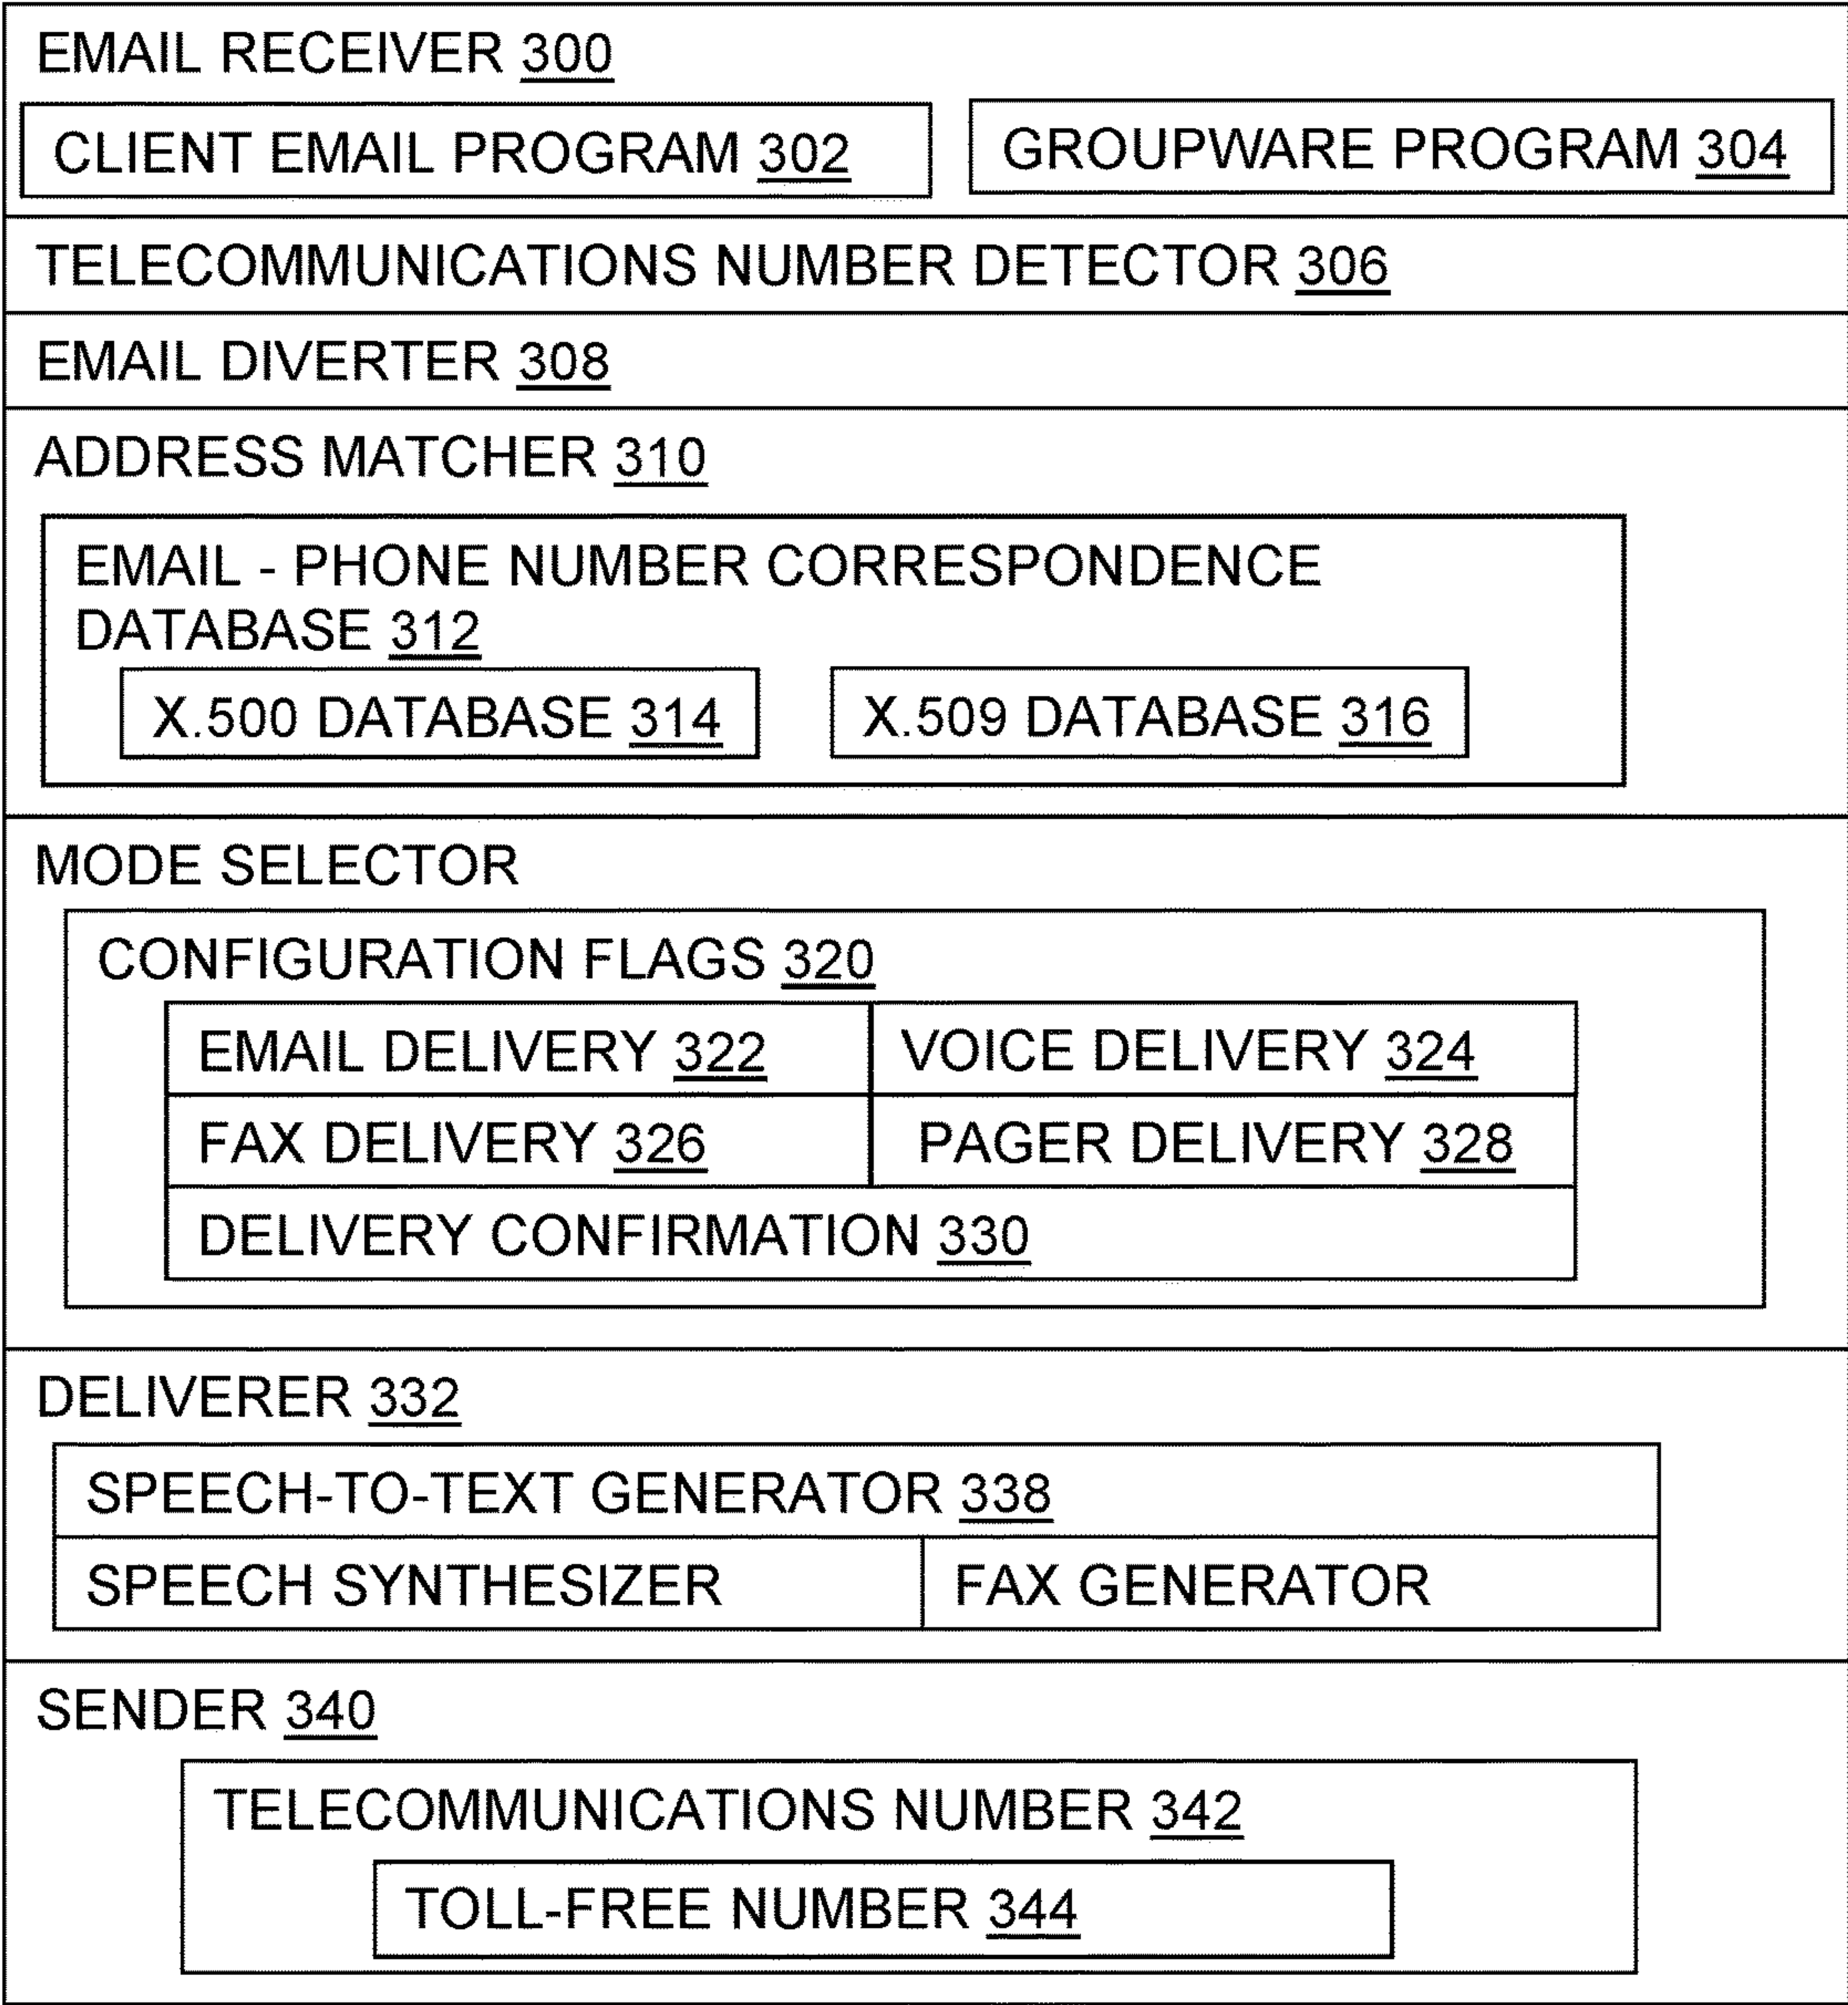 EMAIL RECEIVER 300
CLIENT EMAIL PROGRAM 302
GROUPWARE PROGRAM 304
TELECOMMUNICATIONS NUMBER DETECTOR 306
EMAIL DIVERTER 308
ADDRESS MATCHER 310
EMAIL - PHONE NUMBER CORRESPONDENCE
DATABASE 312
X.500 DATABASE 314
X.509 DATABASE 316
MODE SELECTOR
CONFIGURATION FLAGS 320
EMAIL DELIVERY 322
VOICE DELIVERY 324
FAX DELIVERY 326
PAGER DELIVERY 328
DELIVERY CONFIRMATION 330
DELIVERER 332
SPEECH-TO-TEXT GENERATOR 338
SPEECH SYNTHESIZER
FAX GENERATOR
SENDER 340
TELECOMMUNICATIONS NUMBER 342
TOLL-FREE NUMBER 344